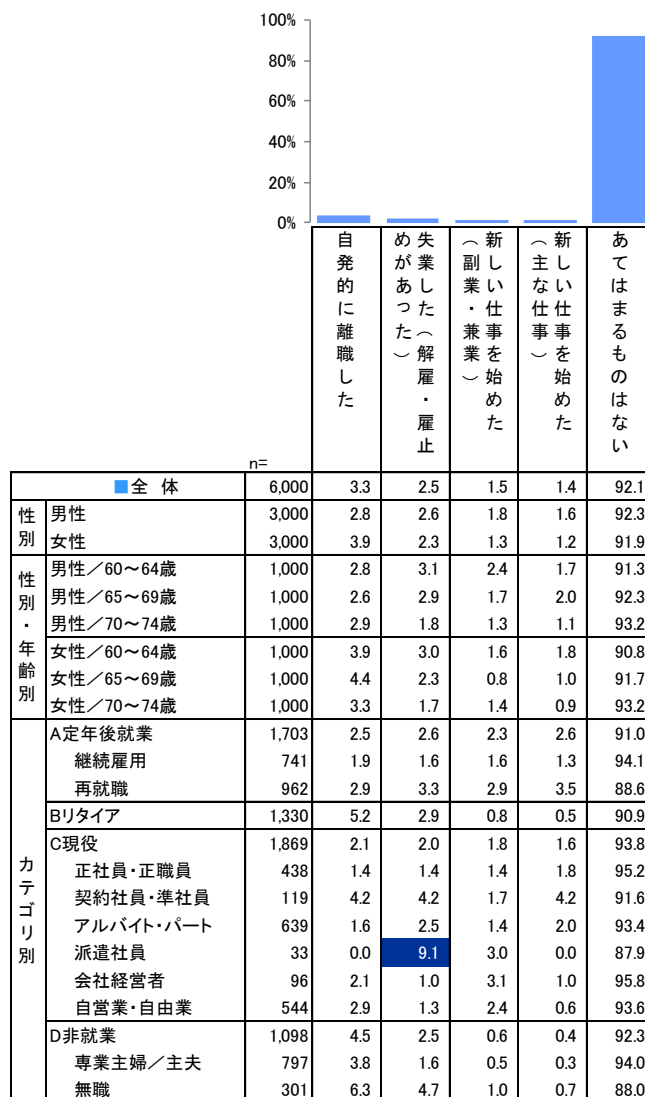 100%
80%
60%
40%
20%
0%
自発的に離職した
失業した（解雇・雇止
めがあった）
新しい仕事を始めた
（副業・兼業）
新しい仕事を始めた
（主な仕事）
あてはまるものはない
n=
■全 体 6,000 3.3 2.5 1.5 1.4 92.1
性別
男性 3,000 2.8 2.6 1.8 1.6 92.3
女性 3,000 3.9 2.3 1.3 1.2 91.9
性別・年齢別
男性／60～64歳 1,000 2.8 3.1 2.4 1.7 91.3
男性／65～69歳 1,000 2.6 2.9 1.7 2.0 92.3
男性／70～74歳 1,000 2.9 1.8 1.3 1.1 93.2
女性／60～64歳 1,000 3.9 3.0 1.6 1.8 90.8
女性／65～69歳 1,000 4.4 2.3 0.8 1.0 91.7
女性／70～74歳 1,000 3.3 1.7 1.4 0.9 93.2
カテゴリ別
A定年後就業 1,703 2.5 2.6 2.3 2.6 91.0
継続雇用 741 1.9 1.6 1.6 1.3 94.1
再就職 962 2.9 3.3 2.9 3.5 88.6
Bリタイア 1,330 5.2 2.9 0.8 0.5 90.9
C現役 1,869 2.1 2.0 1.8 1.6 93.8
正社員・正職員 438 1.4 1.4 1.4 1.8 95.2
契約社員・準社員 119 4.2 4.2 1.7 4.2 91.6
アルバイト・パート 639 1.6 2.5 1.4 2.0 93.4
派遣社員 33 0.0 9.1 3.0 0.0 87.9
会社経営者 96 2.1 1.0 3.1 1.0 95.8
自営業・自由業 544 2.9 1.3 2.4 0.6 93.6
D非就業 1,098 4.5 2.5 0.6 0.4 92.3
専業主婦／主夫 797 3.8 1.6 0.5 0.3 94.0
無職 301 6.3 4.7 1.0 0.7 88.0